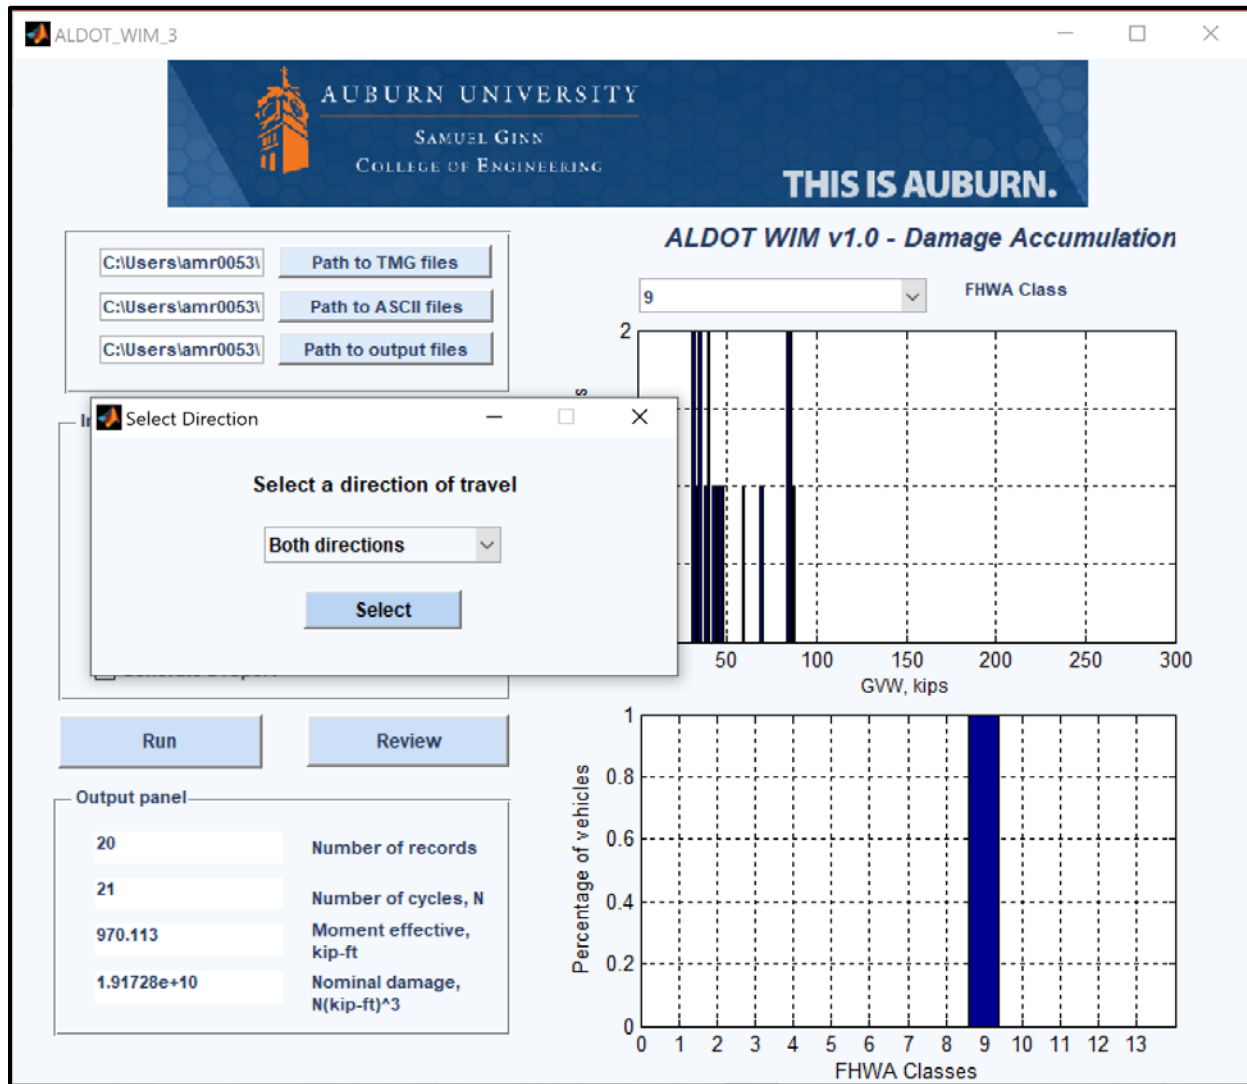 ALDOT_WIM_3
AUBURN UNIVERSITY
SAMUEL GINN
COLLEGE OF ENGINEERING
THIS IS AUBURN.
ALDOT WIM v1.0 - Damage Accumulation
C:\Users\amr0053\
Path to TMG files
C:\Users\amr0053\
Path to ASCII files
C:\Users\amr0053\
Path to output files
9
FHWA Class
Select Direction
Select a direction of travel
Both directions
Select
2
50 100 150 200 250 300
GVW, kips
Run
Review
Output panel
20
Number of records
21
Number of cycles, N
970.113
Moment effective,
kip-ft
1.91728e+10
Nominal damage,
N(kip-ft)^3
Percentage of vehicles
1
0.8
0.6
0.4
0.2
0
0 1 2 3 4 5 6 7 8 9 10 11 12 13
FHWA Classes